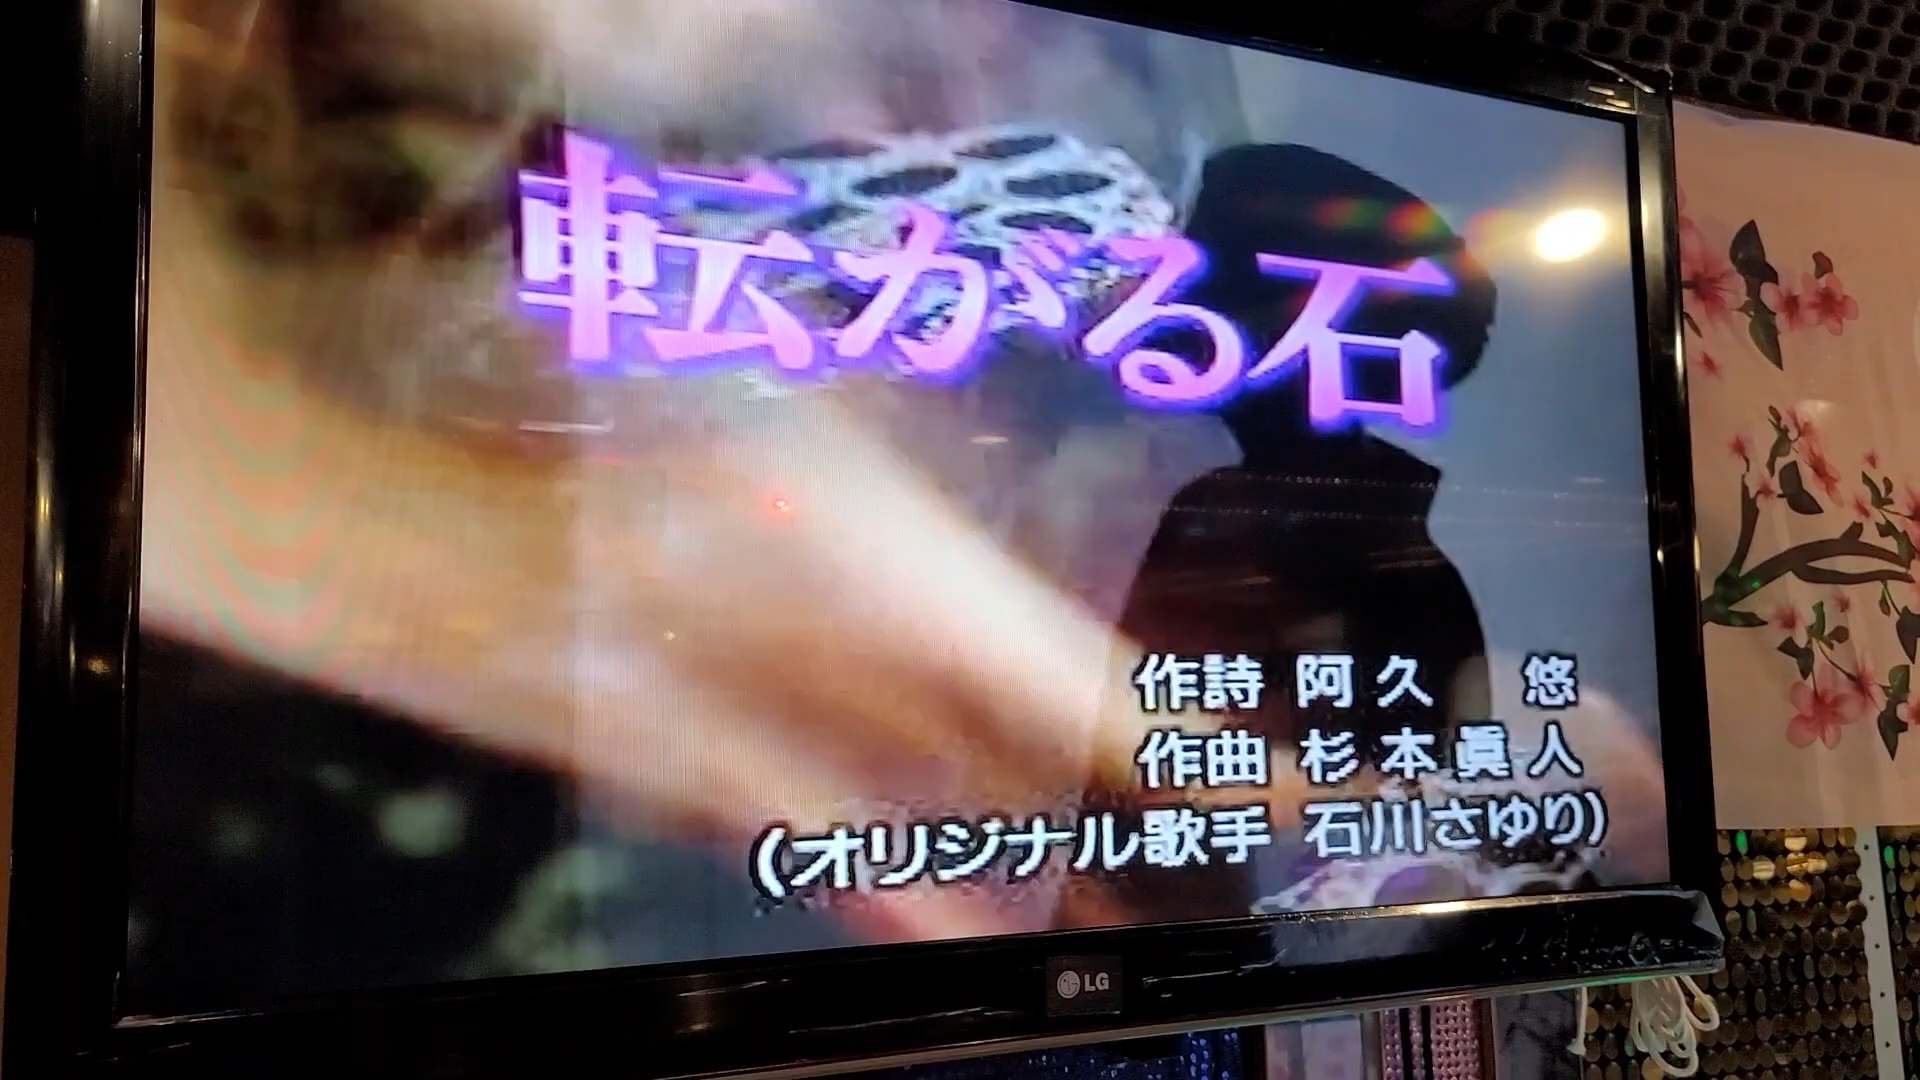 転がる石
作詩 阿久 悠
作曲 杉本眞人
(オリジナル歌手 石川さゆり)
LG